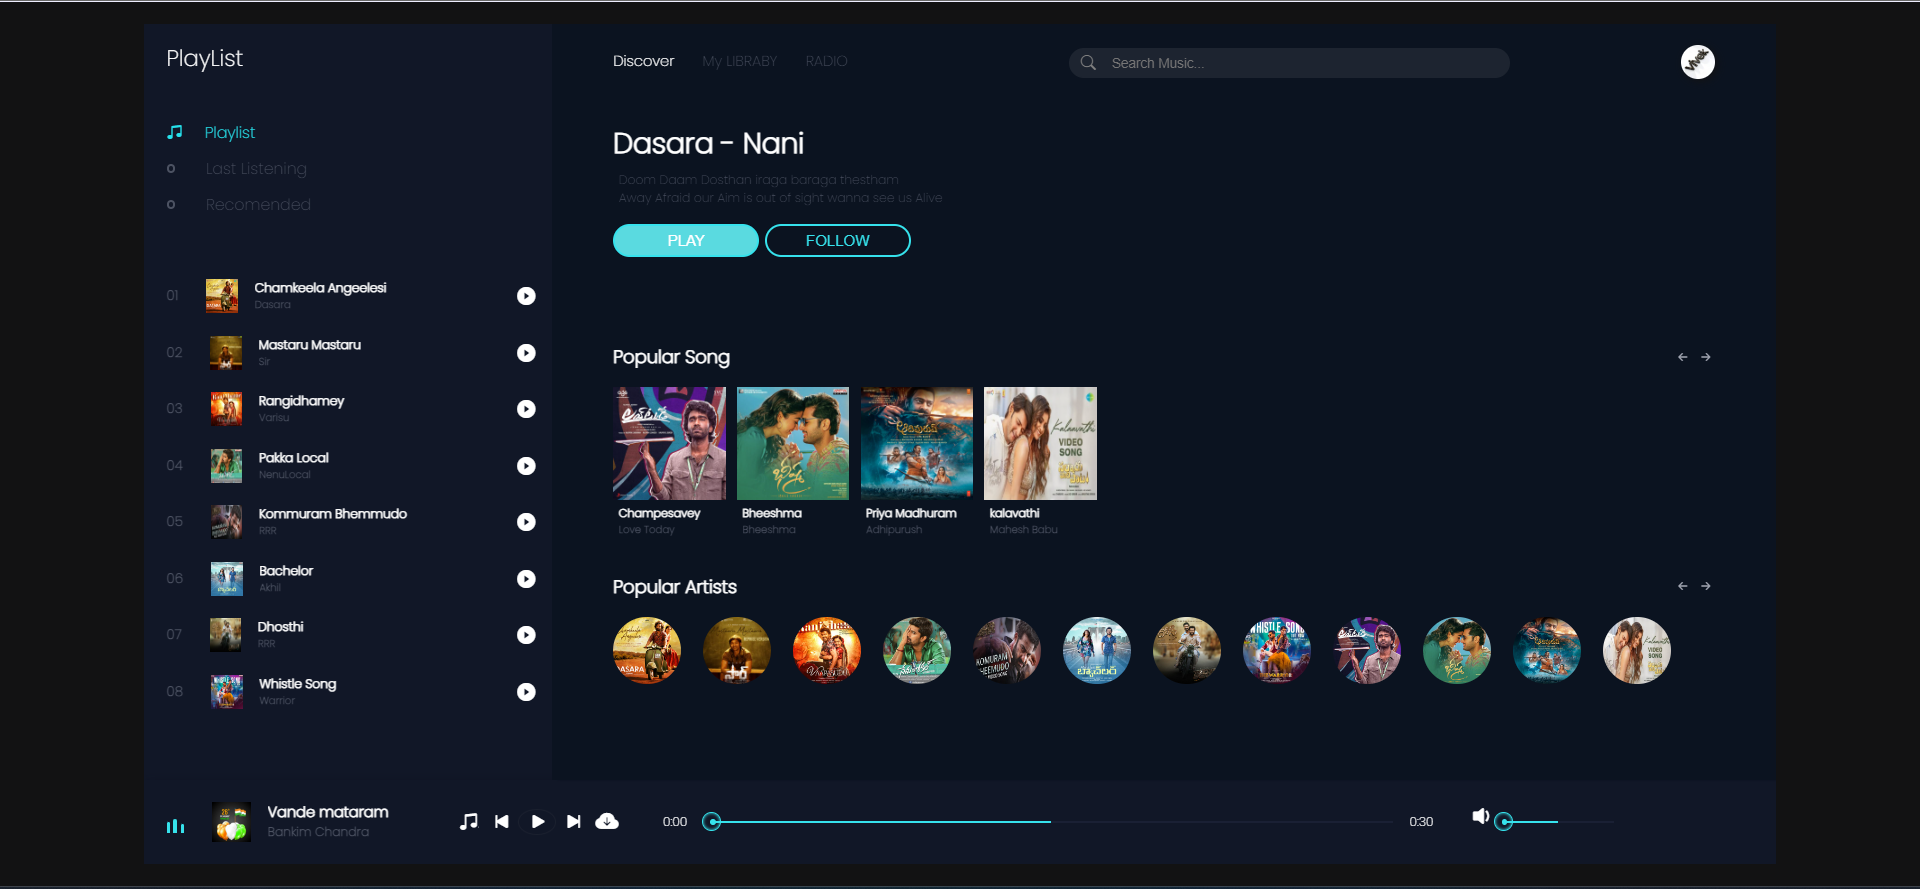 PlayList
Discover
My LIBRABY
RADIO
Search Music...
Vivek
Playlist
Last Listening
Recomended
Dasara - Nani
Doom Daam Dosthan iraga baraga thestham
Away Afraid our Aim is out of sight wanna see us Alive
PLAY
FOLLOW
01
Chamkeela Angeelesi
Dasara
02
Mastaru Mastaru
Sir
03
Rangidhamey
Varisu
04
Pakka Local
NenuLocal
05
Kommuram Bhemmudo
RRR
06
Bachelor
Akhil
07
Dhosthi
RRR
08
Whistle Song
Warrior
Popular Song
Kalaavathi
VIDEO
SONG
Champesavey
Love Today
Bheeshma
Bheeshma
Priya Madhuram
Adhipurush
kalavathi
Mahesh Babu
Popular Artists
Vande mataram
Bankim Chandra
0:00
0:30